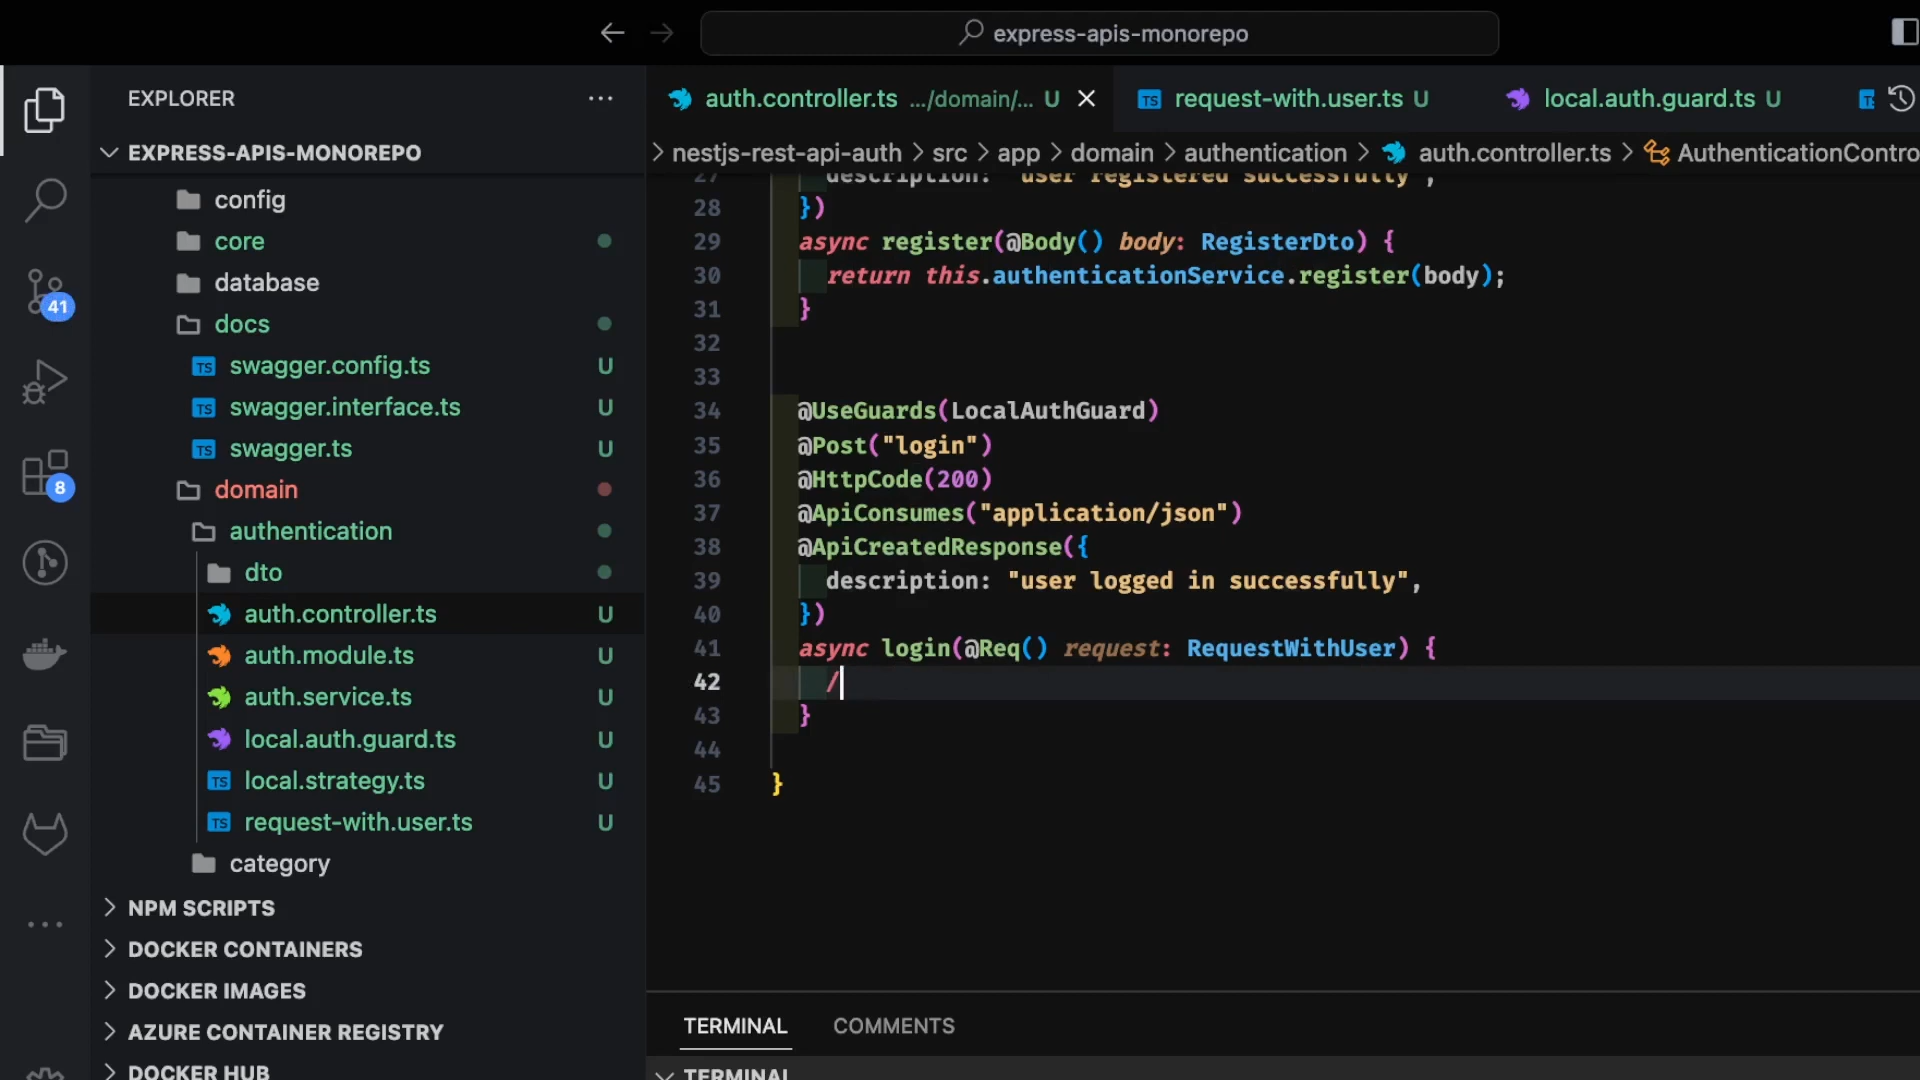 express-apis-monorepo
EXPLORER
EXPRESS-APIS-MONOREPO
config
core
database
docs
swagger.config.ts U
swagger.interface.ts U
swagger.ts U
domain
authentication
dto
auth.controller.ts U
auth.module.ts U
auth.service.ts U
local.auth.guard.ts U
local.strategy.ts U
request-with.user.ts U
category
NPM SCRIPTS
DOCKER CONTAINERS
DOCKER IMAGES
AZURE CONTAINER REGISTRY
DOCKER HUB
41
8
auth.controller.ts .../domain/... U
TS request-with.user.ts U
local.auth.guard.ts U
> nestjs-rest-api-auth > src > app > domain > authentication > auth.controller.ts > AuthenticationContro
27 description: "user registered successfully",
28 })
29 async register(@Body() body: RegisterDto) {
30 return this.authenticationService.register(body);
31 }
32
33
34 @UseGuards(LocalAuthGuard)
35 @Post("login")
36 @HttpCode(200)
37 @ApiConsumes("application/json")
38 @ApiCreatedResponse({
39 description: "user logged in successfully",
40 })
41 async login(@Req() request: RequestWithUser) {
42 /
43 }
44
45 }
TERMINAL COMMENTS
TERMINAL